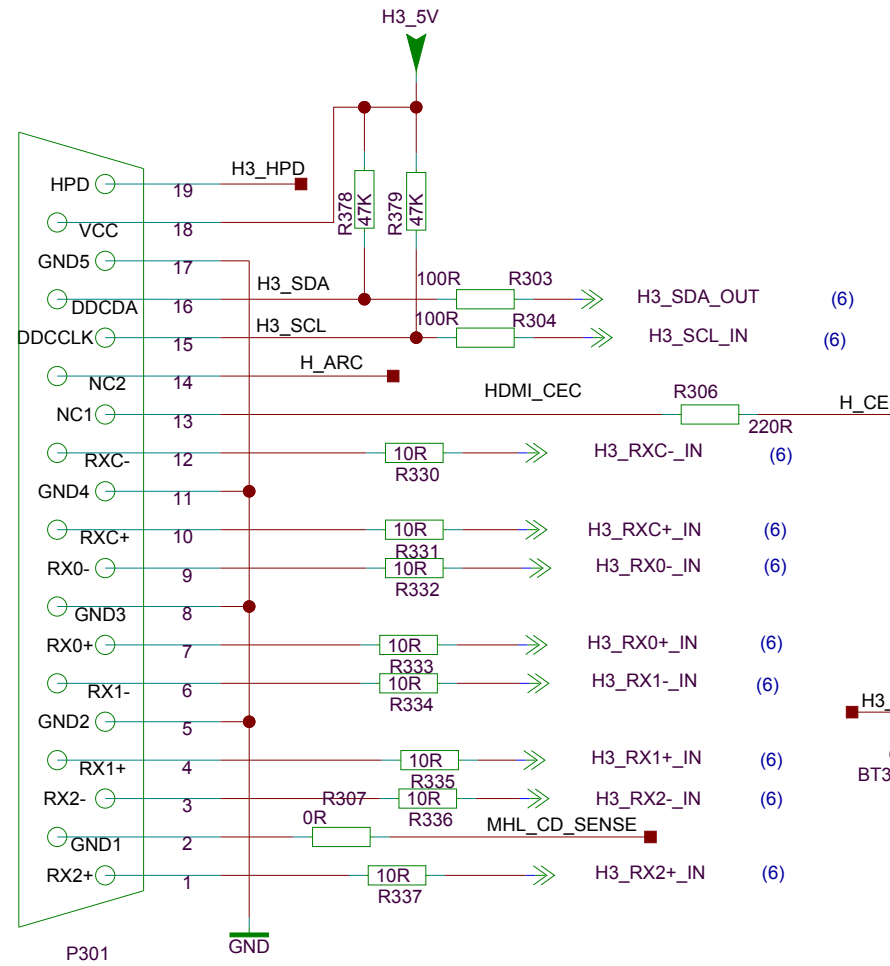 H3_5V
HPD 19 H3_HPD
VCC 18
R378 47K R379 47K
GND5 17
DDCDA 16 H3_SDA 100R R303 H3_SDA_OUT (6)
DDCCLK 15 H3_SCL 100R R304 H3_SCL_IN (6)
NC2 14 H_ARC
NC1 13 HDMI_CEC R306 220R H_CE
RXC- 12 10R R330 H3_RXC-_IN (6)
GND4 11
RXC+ 10 10R R331 H3_RXC+_IN (6)
RX0- 9 10R R332 H3_RX0-_IN (6)
GND3 8
RX0+ 7 10R R333 H3_RX0+_IN (6)
RX1- 6 10R R334 H3_RX1-_IN (6)
GND2 5 H3_
RX1+ 4 10R R335 H3_RX1+_IN (6)
BT3
RX2- 3 10R R336 H3_RX2-_IN (6)
GND1 2 R307 0R MHL_CD_SENSE
RX2+ 1 10R R337 H3_RX2+_IN (6)
P301 GND